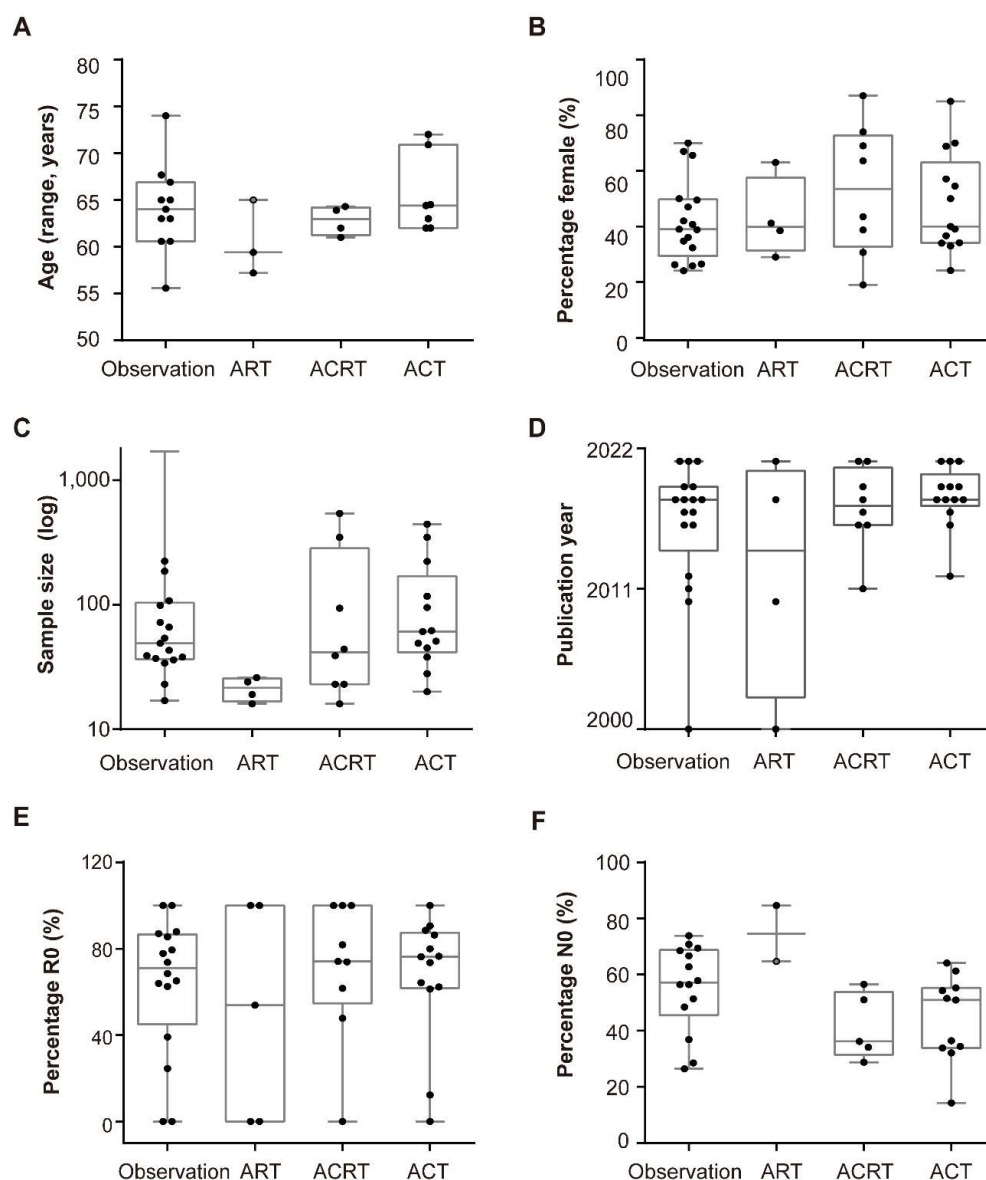 A
Age (range, years)
80
75
70
65
60
55
50
Observation ART ACRT ACT
B
Percentage female (%)
100
80
60
40
20
0
Observation ART ACRT ACT
C
Sample size (log)
1,000
100
10
Observation ART ACRT ACT
D
Publication year
2022
2011
2000
Observation ART ACRT ACT
E
Percentage R0 (%)
120
80
40
0
Observation ART ACRT ACT
F
Percentage N0 (%)
100
80
60
40
20
0
Observation ART ACRT ACT